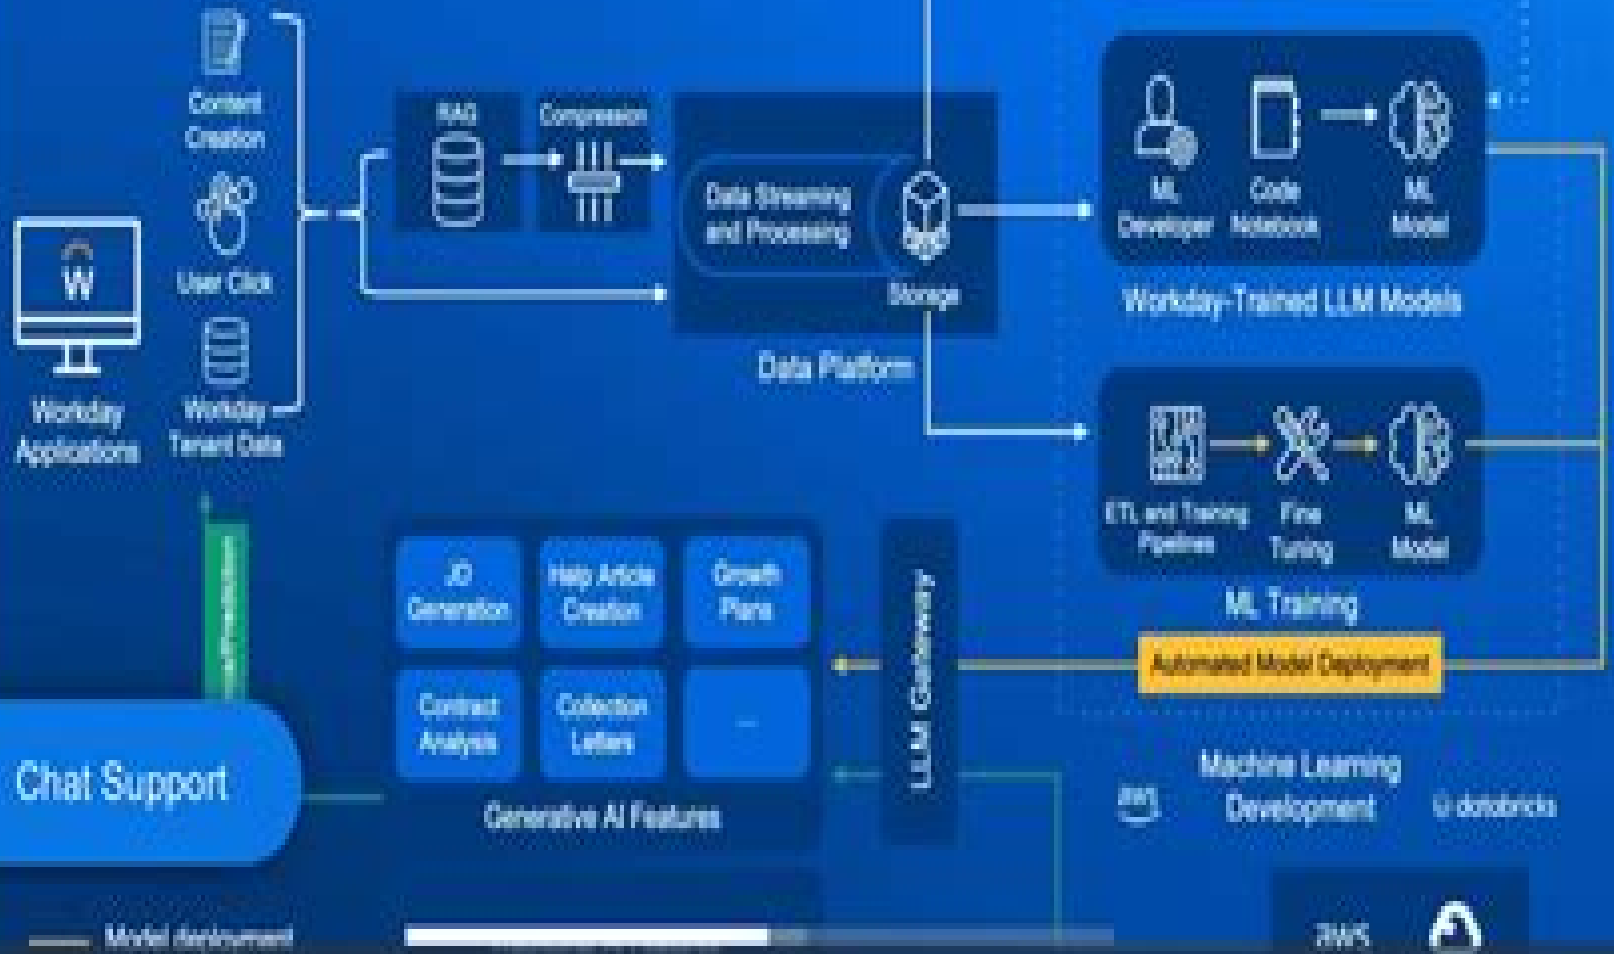 Content
Creation
User Click
W
Workday
Applications
Workday
Tenant Data
RAG
Compression
Data Streaming
and Processing
Storage
Data Platform
ML
Developer
Code
Notebook
ML
Model
Workday-Trained LLM Models
ETL and Training
Pipelines
Fine
Tuning
ML
Model
ML Training
Automated Model Deployment
JD
Generation
Help Article
Creation
Growth
Plans
Contract
Analysis
Collection
Letters
...
Generative AI Features
LLM Gateway
Chat Support
Machine Learning
Development
aws
databricks
Model deployment
aws